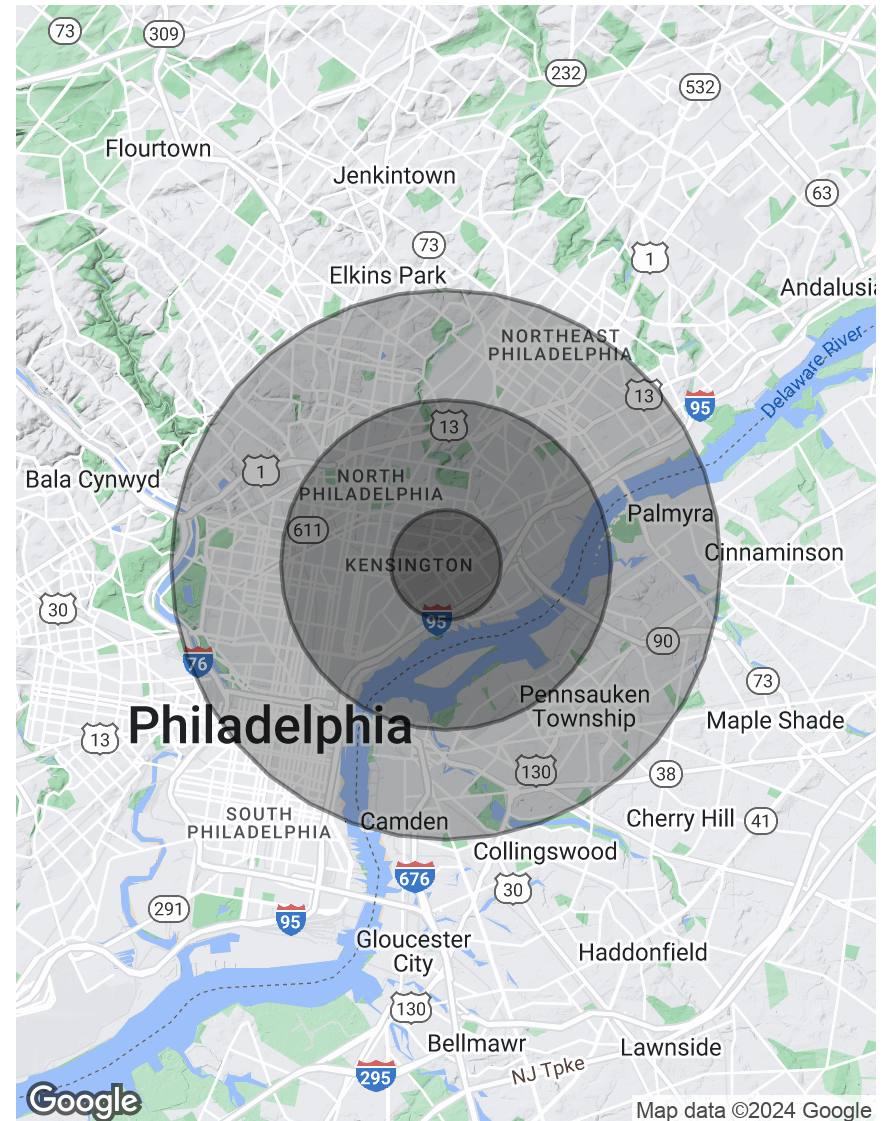 73
309
232
532
Flourtown
Jenkintown
63
73
1
Elkins Park
Andalusia
NORTHEAST
PHILADELPHIA
Delaware River
13
95
13
1
Bala Cynwyd
NORTH
PHILADELPHIA
Palmyra
611
Cinnaminson
KENSINGTON
30
95
90
76
73
Pennsauken
Township
Maple Shade
Philadelphia
13
130
38
SOUTH
PHILADELPHIA
Camden
Cherry Hill
41
Collingswood
676
30
291
95
Gloucester
City
Haddonfield
130
Bellmawr
Lawnside
NJ Tpke
295
Google
Map data ©2024 Google